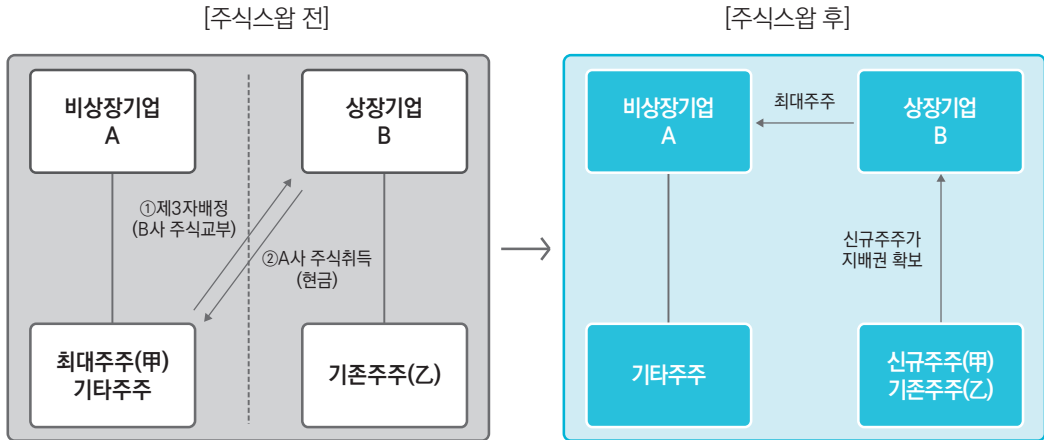 [주식스왑 전]
비상장기업
A
상장기업
B
①제3자배정
(B사 주식교부)
②A사 주식취득
(현금)
최대주주(甲)
기타주주
기존주주(乙)
[주식스왑 후]
비상장기업
A
최대주주
상장기업
B
신규주주가
지배권 확보
기타주주
신규주주(甲)
기존주주(乙)